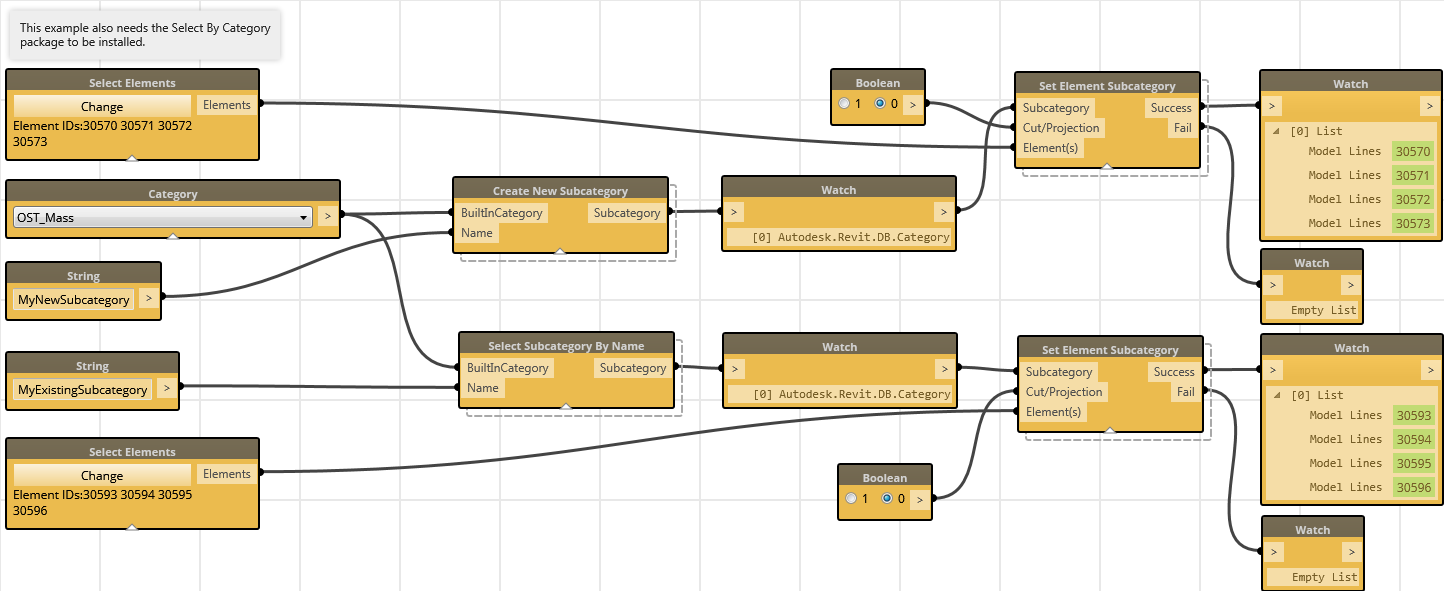 This example also needs the Select By Category
package to be installed.
Select Elements
Change
Elements
Element IDs:30570 30571 30572
30573
Category
OST_Mass
>
String
MyNewSubcategory
>
String
MyExistingSubcategory
>
Select Elements
Change
Elements
Element IDs:30593 30594 30595
30596
Create New Subcategory
BuiltInCategory
Subcategory
Name
Select Subcategory By Name
BuiltInCategory
Subcategory
Name
Watch
> >
[0] Autodesk.Revit.DB.Category
Watch
> >
[0] Autodesk.Revit.DB.Category
Boolean
1 0 >
Boolean
1 0 >
Set Element Subcategory
Subcategory
Success
Cut/Projection
Fail
Element(s)
Set Element Subcategory
Subcategory
Success
Cut/Projection
Fail
Element(s)
Watch
> >
[0] List
Model Lines 30570
Model Lines 30571
Model Lines 30572
Model Lines 30573
Watch
> >
Empty List
Watch
> >
[0] List
Model Lines 30593
Model Lines 30594
Model Lines 30595
Model Lines 30596
Watch
> >
Empty List